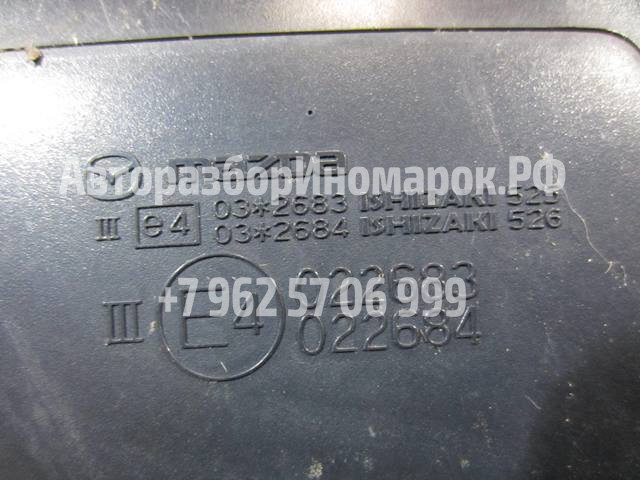 mazda
АвторазборИномарок.РФ
III e4 03*2683 ISHIZAKI 525
03*2684 ISHIZAKI 526
III E4 022683
022684
+7 962 5706 999